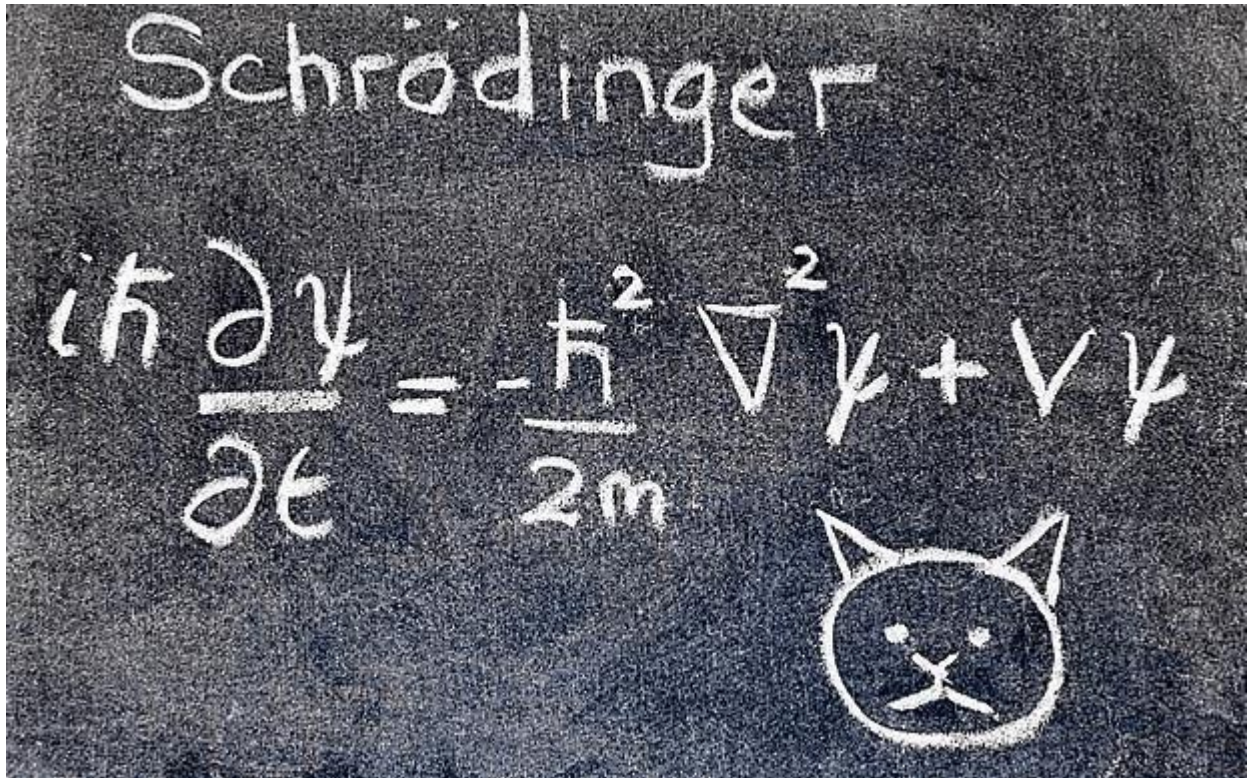 Schrödinger
iℏ ∂ψ/∂t = -ℏ²/2m ∇²ψ + Vψ